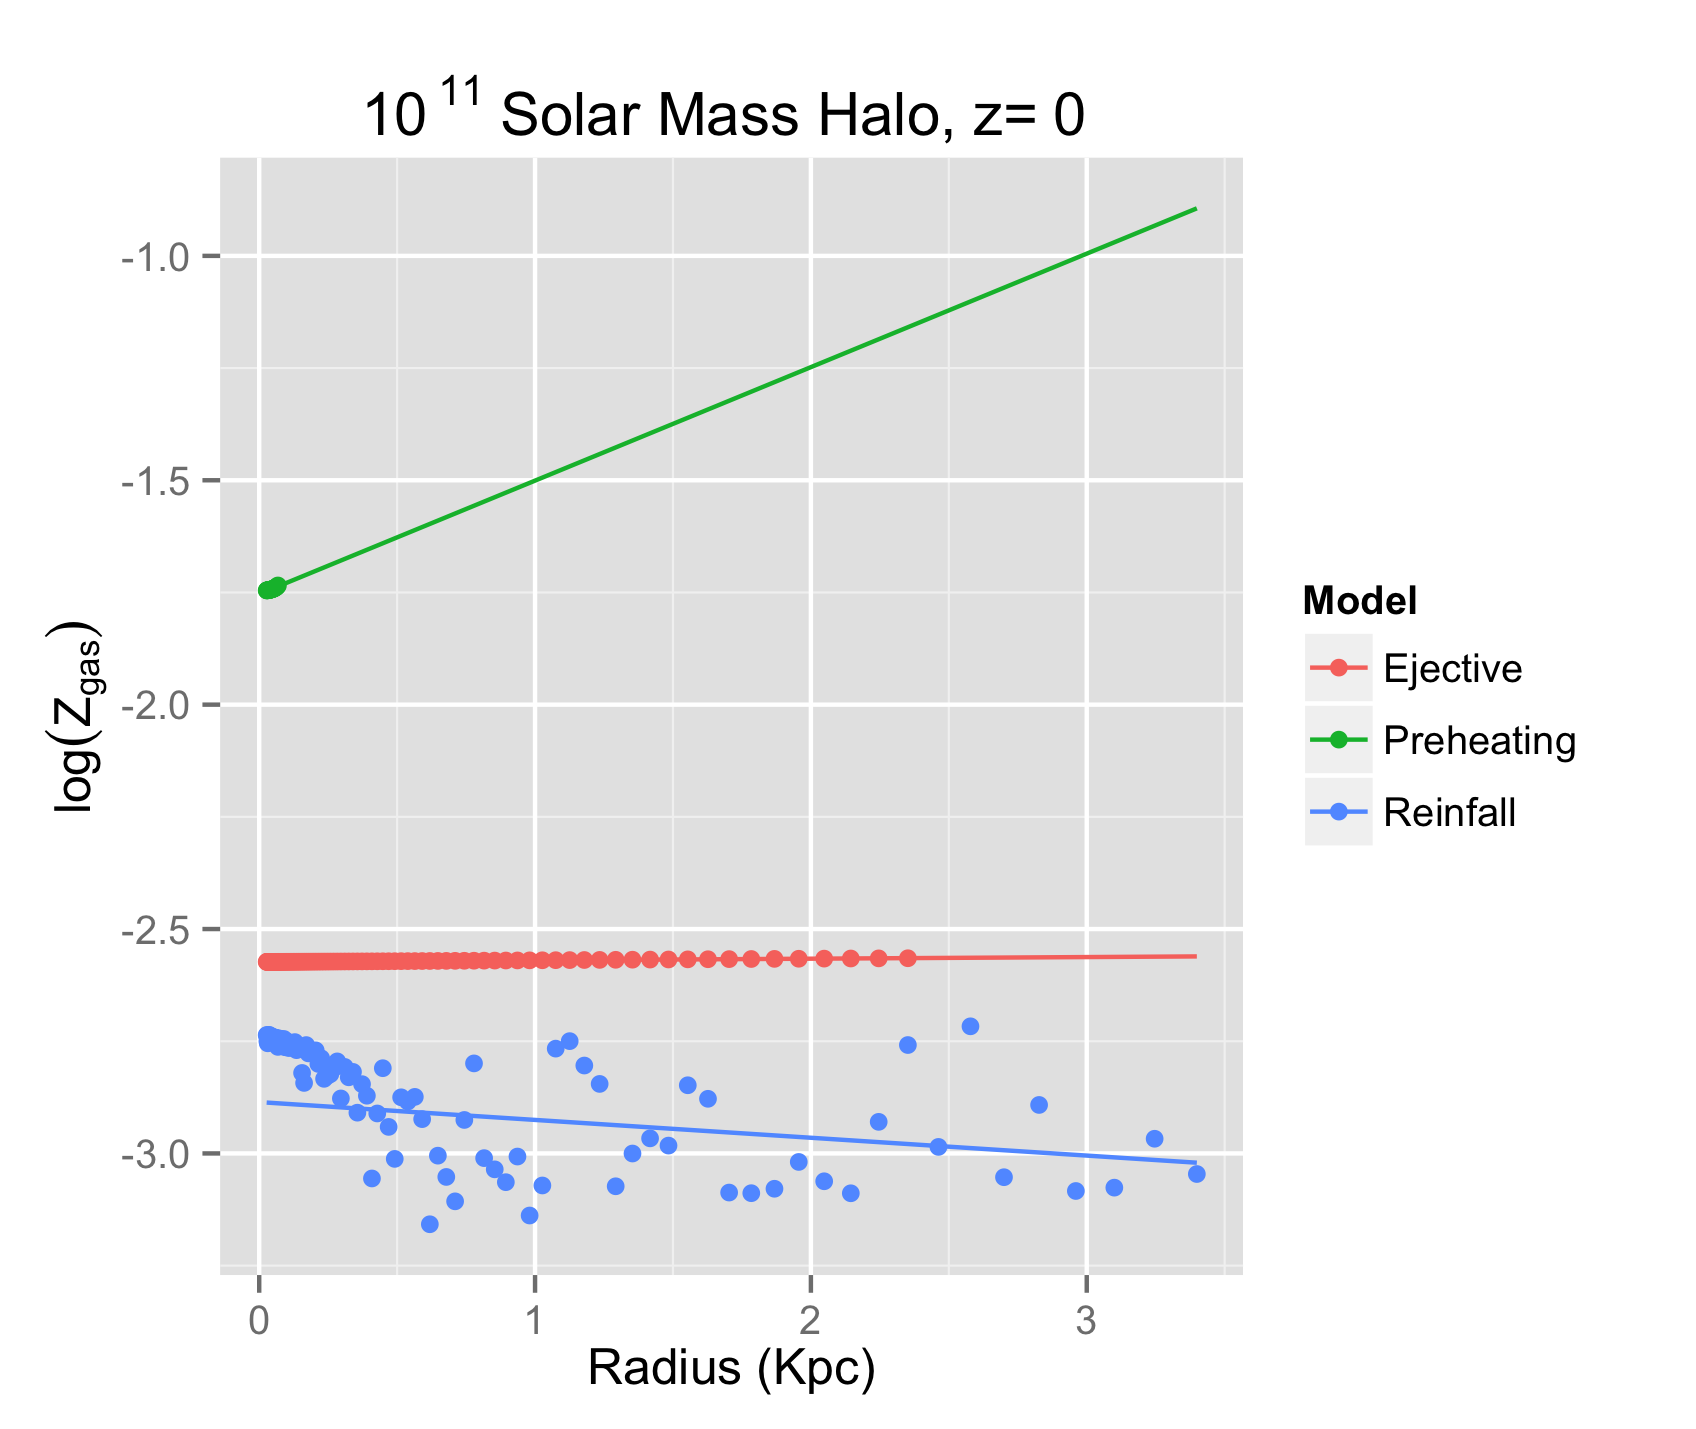 10 11 Solar Mass Halo, z= 0
log(Zgas)
-1.0
-1.5
-2.0
-2.5
-3.0
0 1 2 3
Radius (Kpc)
Model
Ejective
Preheating
Reinfall